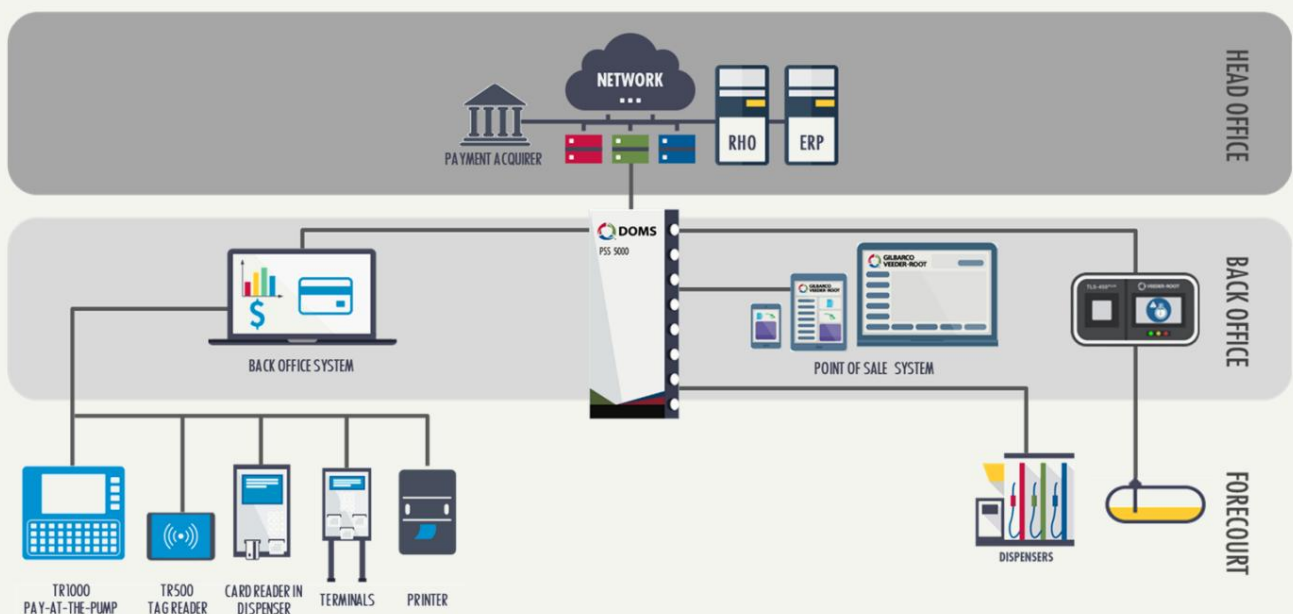 HEAD OFFICE
NETWORK
PAYMENT ACQUIRER
RHO
ERP
BACK OFFICE
DOMS
PSS 5000
BACK OFFICE SYSTEM
$
GILBARCO
VEEDER-ROOT
GILBARCO
VEEDER-ROOT
POINT OF SALE SYSTEM
VEEDER-ROOT
FORECOURT
TR1000
PAY-AT-THE-PUMP
TR500
TAG READER
CARD READER IN
DISPENSER
TERMINALS
PRINTER
DISPENSERS